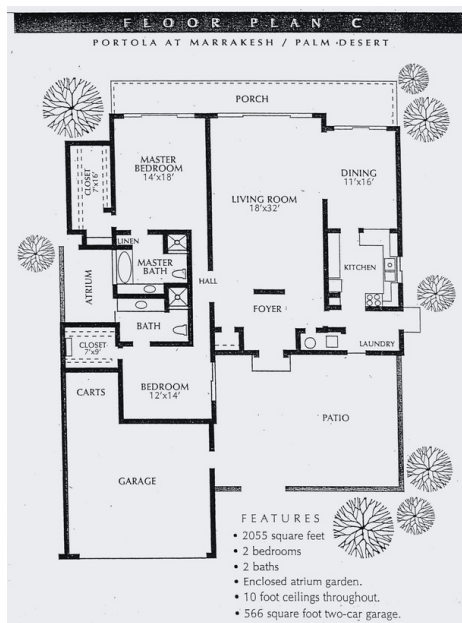 FLOOR PLAN C
PORTOLA AT MARRAKESH / PALM DESERT
PORCH
CLOSET
7'x16'
MASTER
BEDROOM
14'x18'
LIVING ROOM
18'x32'
DINING
11'x16'
LINEN
MASTER
BATH
ATRIUM
HALL
KITCHEN
BATH
FOYER
LAUNDRY
CLOSET
7'x9'
BEDROOM
12'x14'
CARTS
PATIO
GARAGE
FEATURES
• 2055 square feet
• 2 bedrooms
• 2 baths
• Enclosed atrium garden.
• 10 foot ceilings throughout.
• 566 square foot two-car garage.